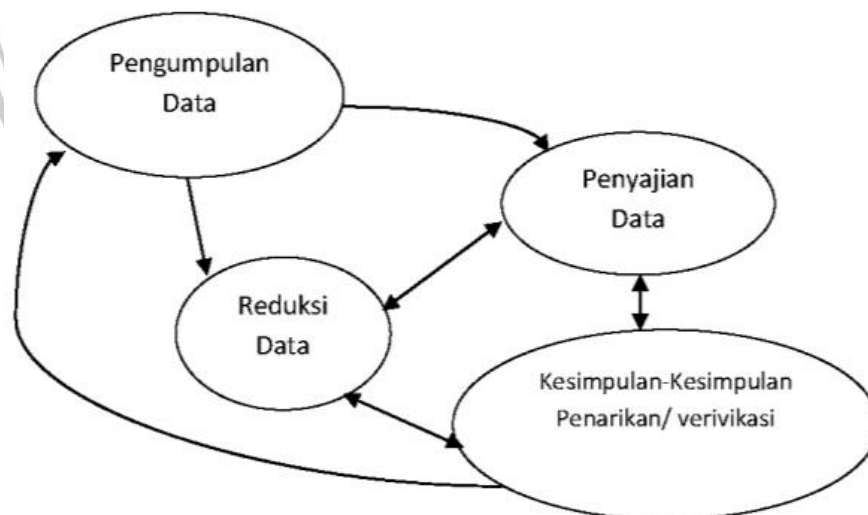 Pengumpulan
Data
Penyajian
Data
Reduksi
Data
Kesimpulan-Kesimpulan
Penarikan/ verivikasi